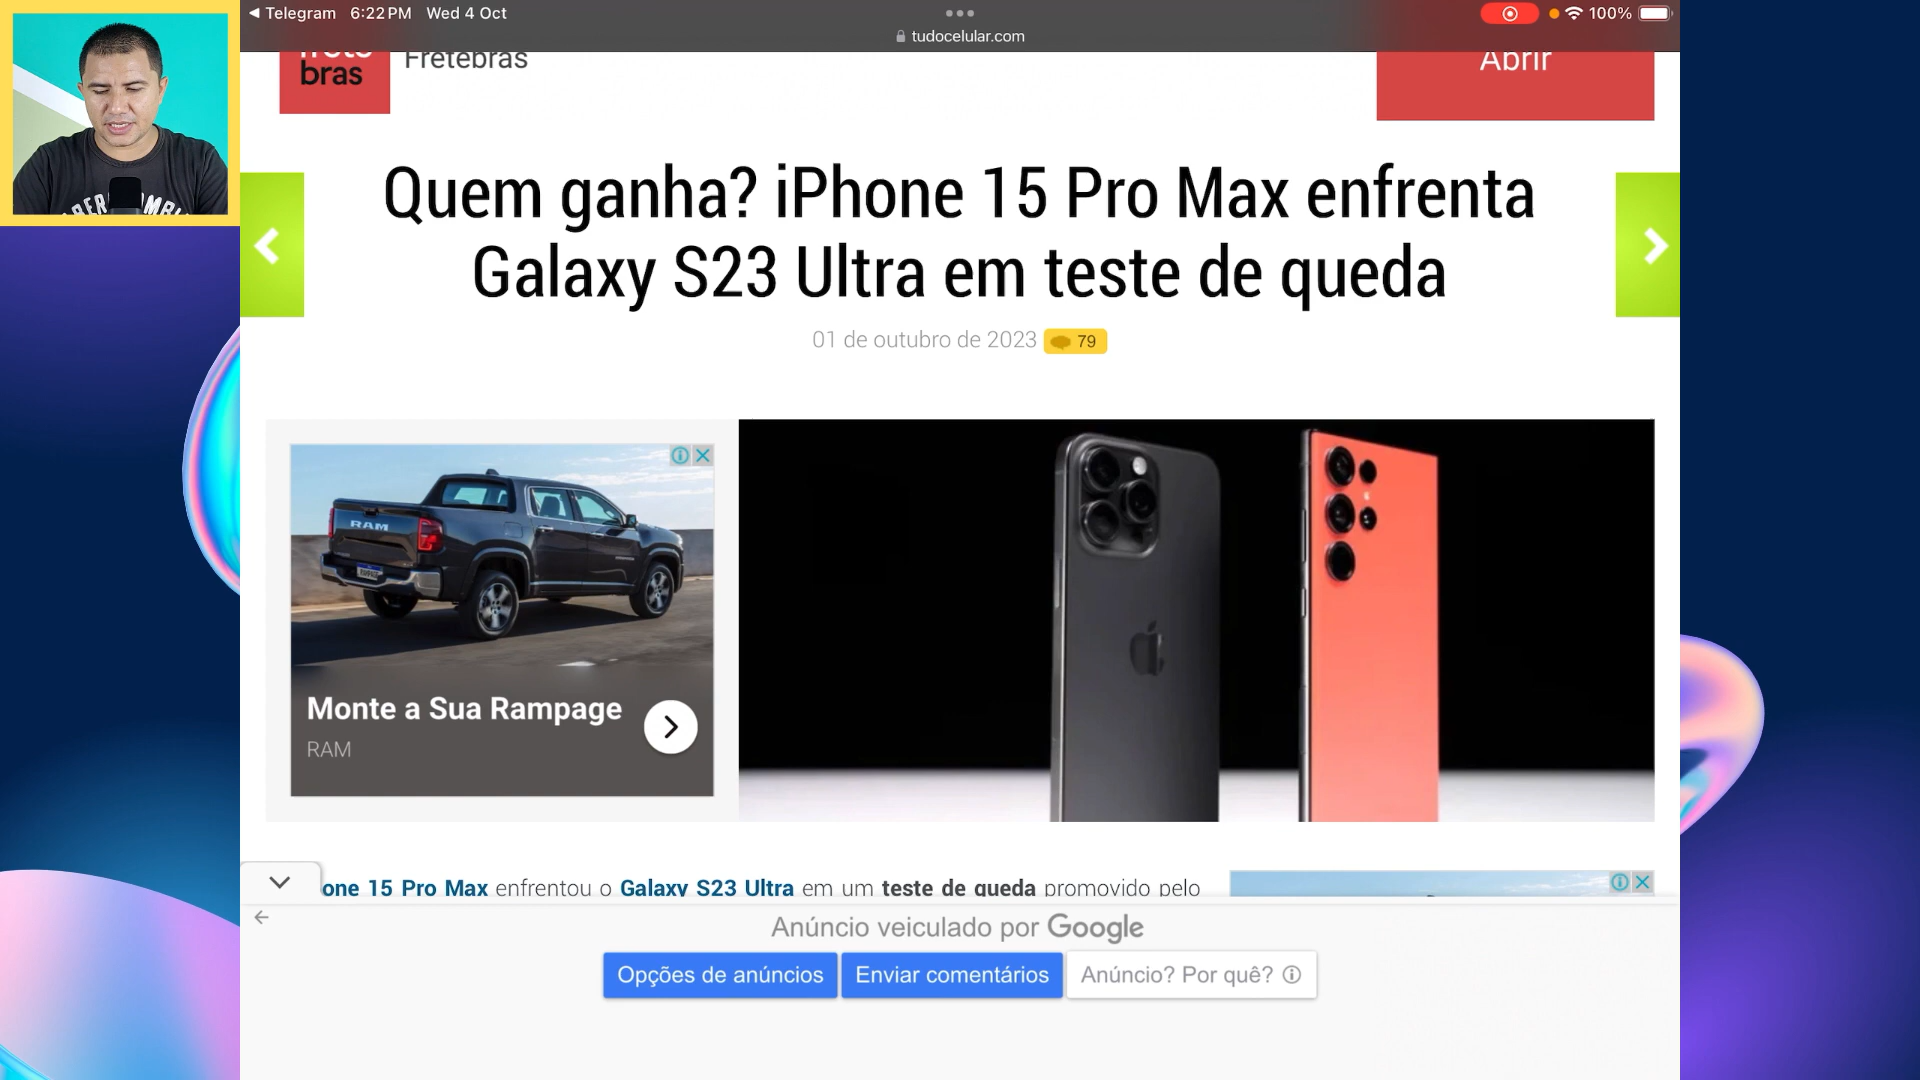 Telegram 6:22 PM Wed 4 Oct
100%
tudocelular.com
bras
Fretebras
Abrir
Quem ganha? iPhone 15 Pro Max enfrenta
Galaxy S23 Ultra em teste de queda
01 de outubro de 2023 79
RAM
Monte a Sua Rampage
RAM
one 15 Pro Max enfrentou o Galaxy S23 Ultra em um teste de queda promovido pelo
Anúncio veiculado por Google
Opções de anúncios Enviar comentários Anúncio? Por quê?